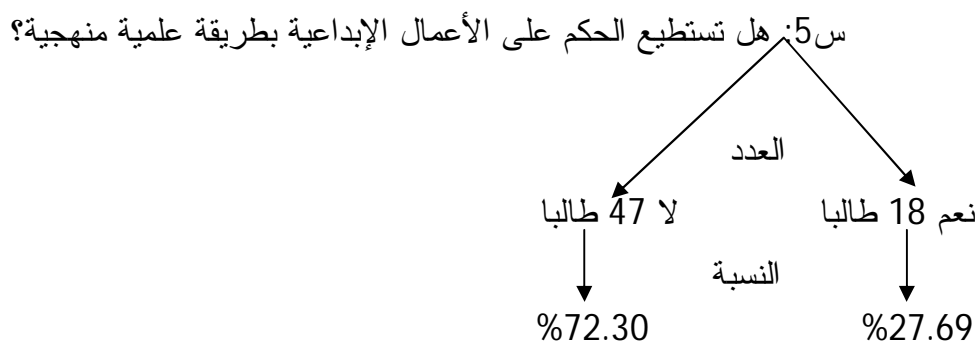 س5: هل تستطيع الحكم على الأعمال الإبداعية بطريقة علمية منهجية؟
العدد
نعم 18 طالبا لا 47 طالبا
النسبة
%27.69 %72.30